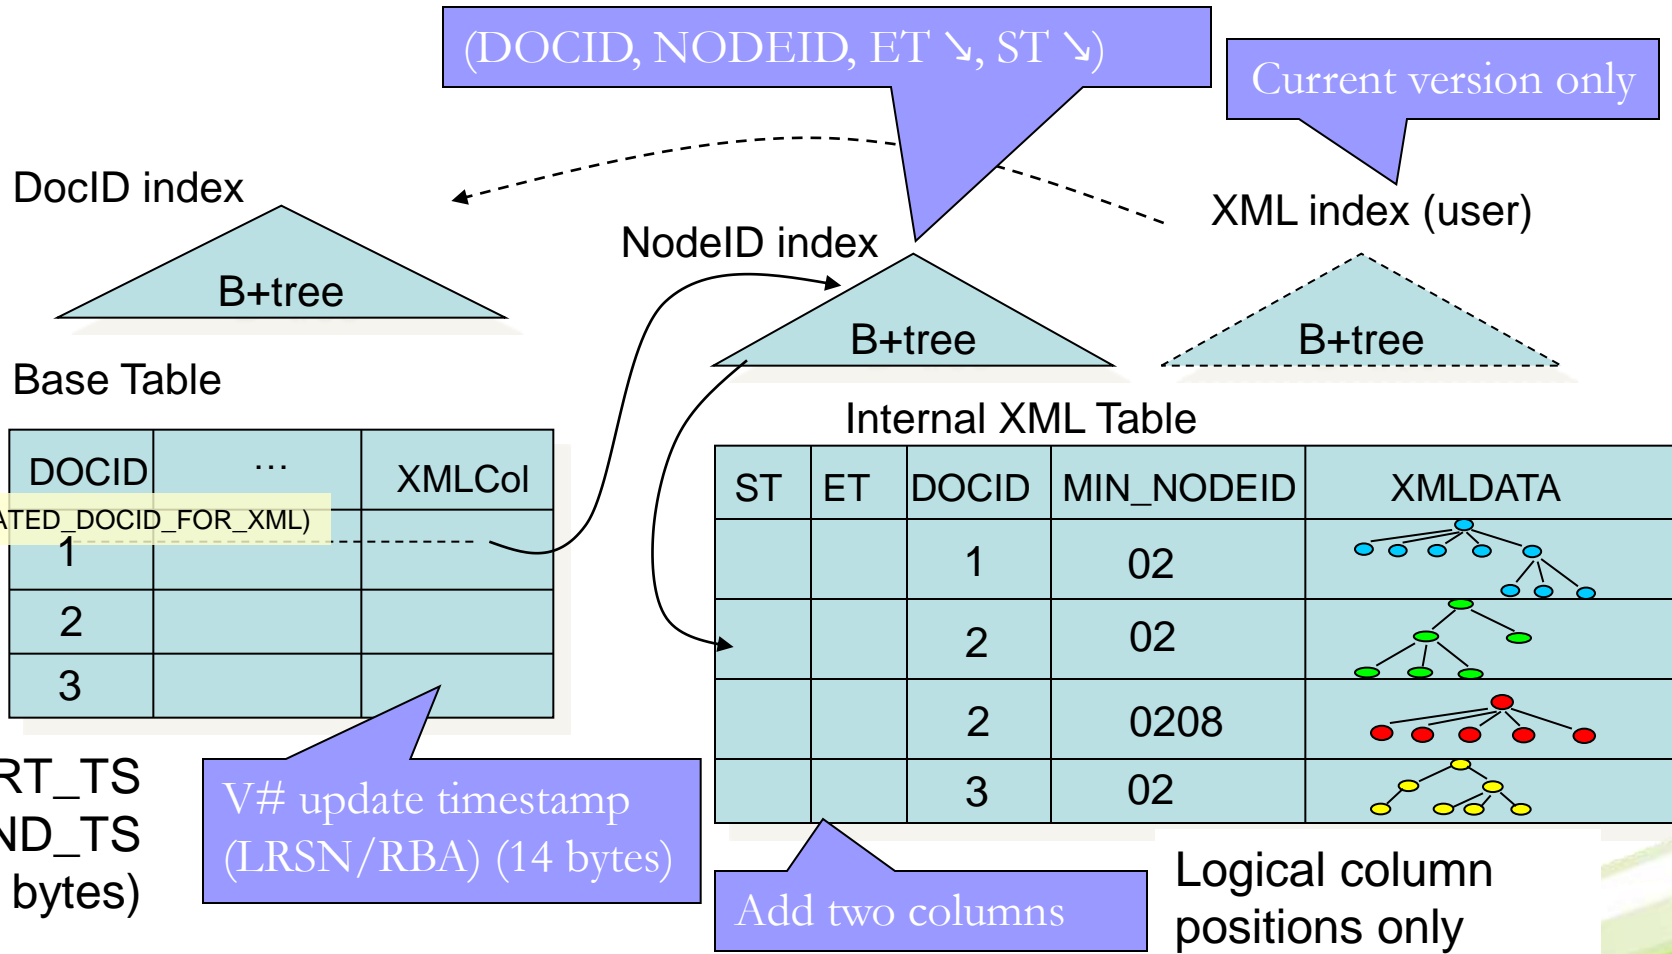 (DOCID, NODEID, ET ↘, ST ↘)
Current version only
DocID index
XML index (user)
NodeID index
B+tree
B+tree
B+tree
Base Table
Internal XML Table
DOCID ... XMLCol
ATED_DOCID_FOR_XML)
1
2
3
ST ET DOCID MIN_NODEID XMLDATA
1 02
2 02
2 0208
3 02
RT_TS
ND_TS
bytes)
V# update timestamp
(LRSN/RBA) (14 bytes)
Add two columns
Logical column
positions only